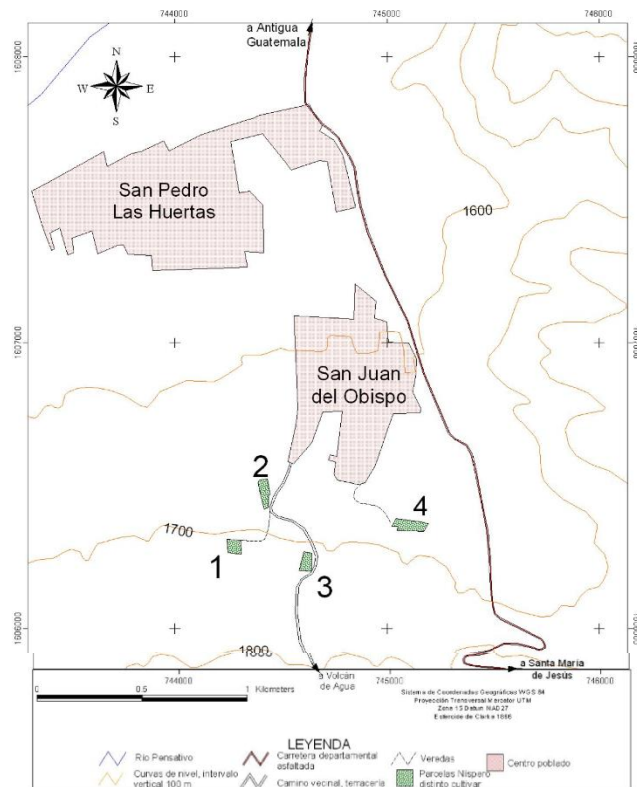 744000
745000
746000
a Antigua
Guatemala
1608000
1608000
N
W E
S
San Pedro
Las Huertas
1600
1607000
1607000
San Juan
del Obispo
2
4
1700
1
3
1606000
1606000
1800
a Volcán
de Agua
a Santa María
de Jesús
744000
745000
746000
0 0.5 1 Kilometers
Sistema de Coordenadas Geográficas WGS 84
Proyección Transversal Mercator UTM
Zona 15 Datum NAD27
Esferoide de Clarke 1866
LEYENDA
Río Pensativo
Carretera departamental
asfaltada
Veredas
Centro poblado
Curvas de nivel, intervalo
vertical 100 m.
Camino vecinal, terracería
Parcelas Níspero
distinto cultivar